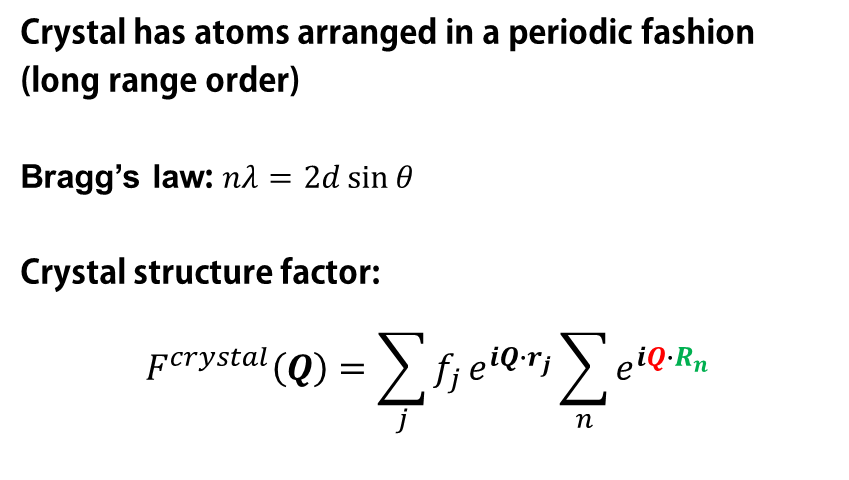 Crystal has atoms arranged in a periodic fashion
(long range order)
Bragg’s law: nλ = 2d sin θ
Crystal structure factor:
F^{crystal}(Q) = ∑_j f_j e^{iQ·r_j} ∑_n e^{iQ·R_n}